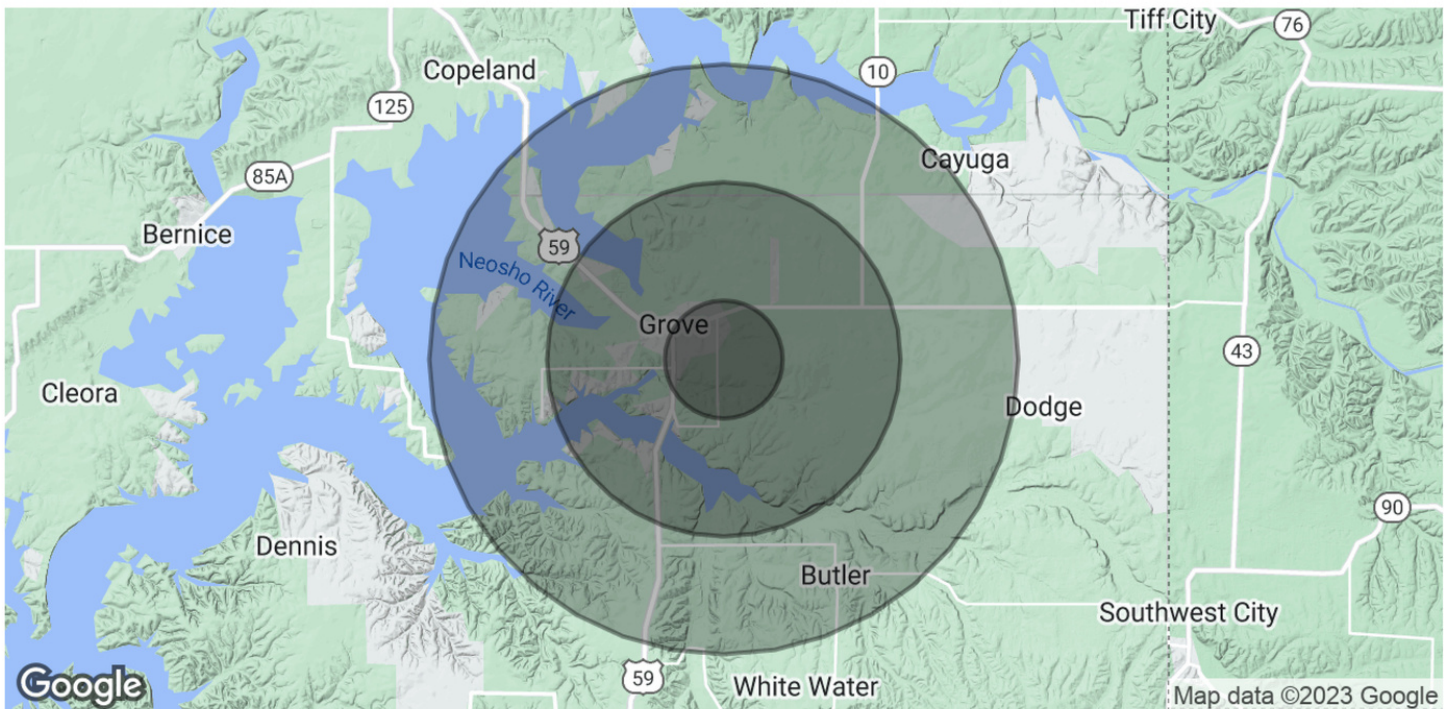 Tiff City
76
Copeland
10
125
Cayuga
85A
Bernice
59
Neosho River
Grove
43
Cleora
Dodge
90
Dennis
Butler
Southwest City
59
White Water
Google
Map data ©2023 Google